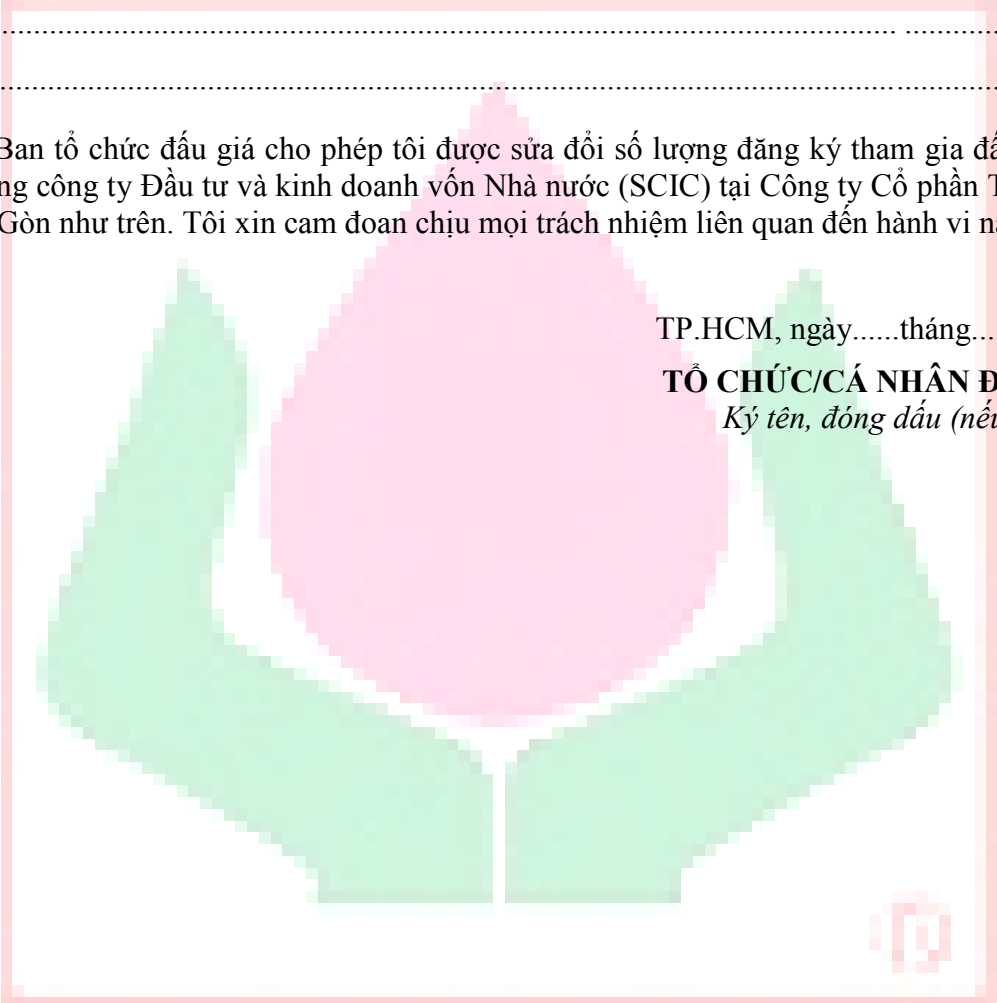 .................................................................................................................. ............
..............................................................................................................................
Ban tổ chức đấu giá cho phép tôi được sửa đổi số lượng đăng ký tham gia đấ
ng công ty Đầu tư và kinh doanh vốn Nhà nước (SCIC) tại Công ty Cổ phần T
Gòn như trên. Tôi xin cam đoan chịu mọi trách nhiệm liên quan đến hành vi nà
TP.HCM, ngày......tháng...
TỔ CHỨC/CÁ NHÂN Đ
Ký tên, đóng dấu (nếu